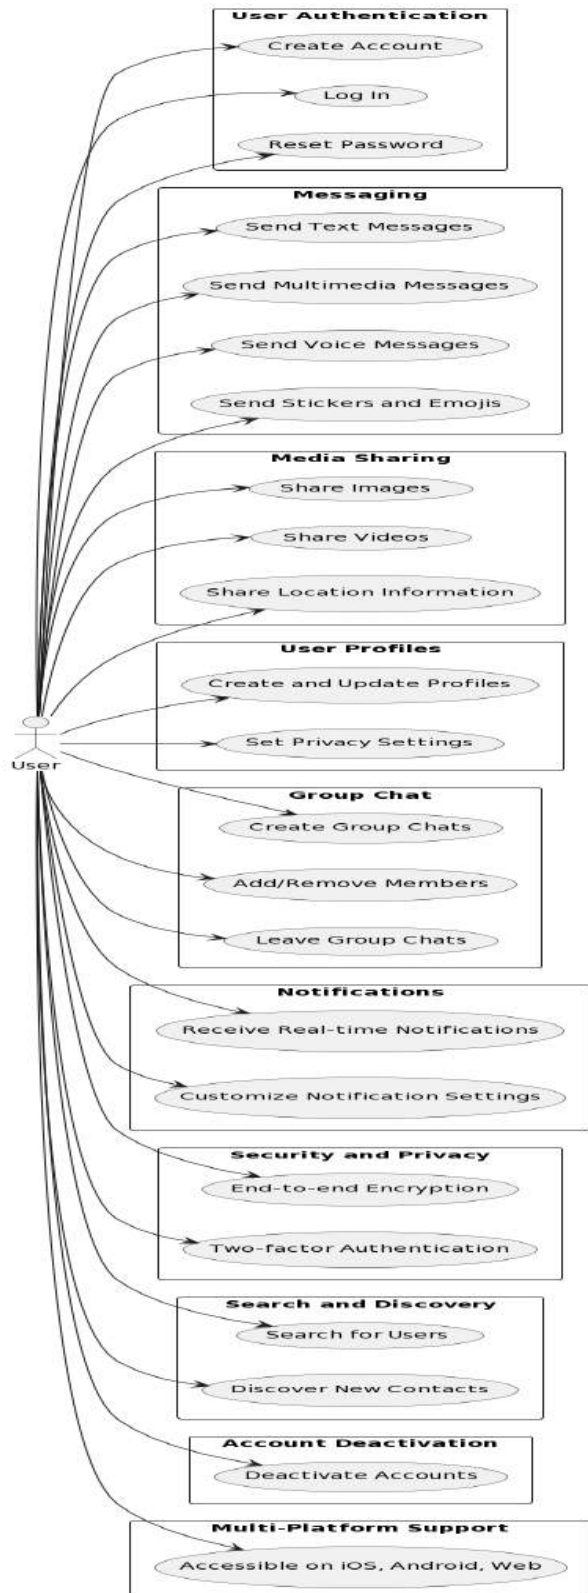 User Authentication
Create Account
Log In
Reset Password
Messaging
Send Text Messages
Send Multimedia Messages
Send Voice Messages
Send Stickers and Emojis
Media Sharing
Share Images
Share Videos
Share Location Information
User Profiles
Create and Update Profiles
Set Privacy Settings
User
Group Chat
Create Group Chats
Add/Remove Members
Leave Group Chats
Notifications
Receive Real-time Notifications
Customize Notification Settings
Security and Privacy
End-to-end Encryption
Two-factor Authentication
Search and Discovery
Search for Users
Discover New Contacts
Account Deactivation
Deactivate Accounts
Multi-Platform Support
Accessible on iOS, Android, Web